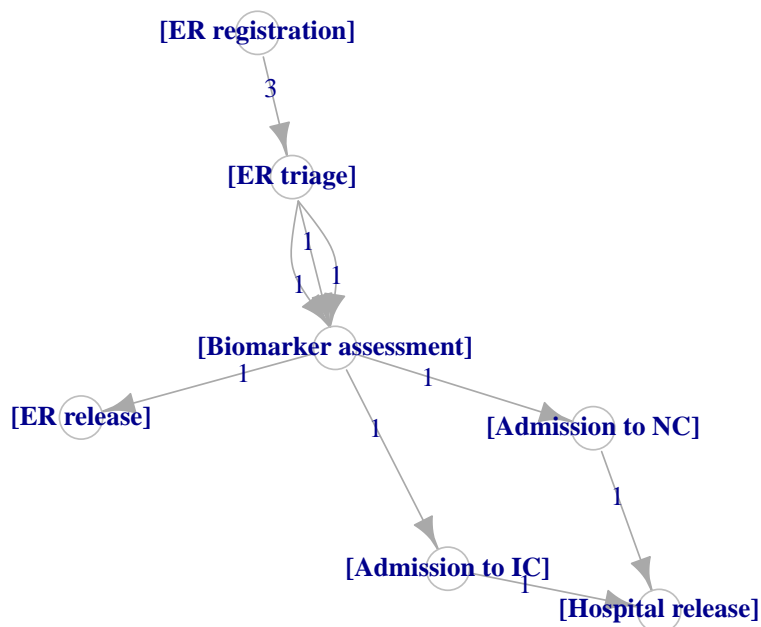 [ER registration]
3
[ER triage]
1
1
1
[Biomarker assessment]
1
1
[ER release]
[Admission to NC]
1
1
[Admission to IC]
1
[Hospital release]